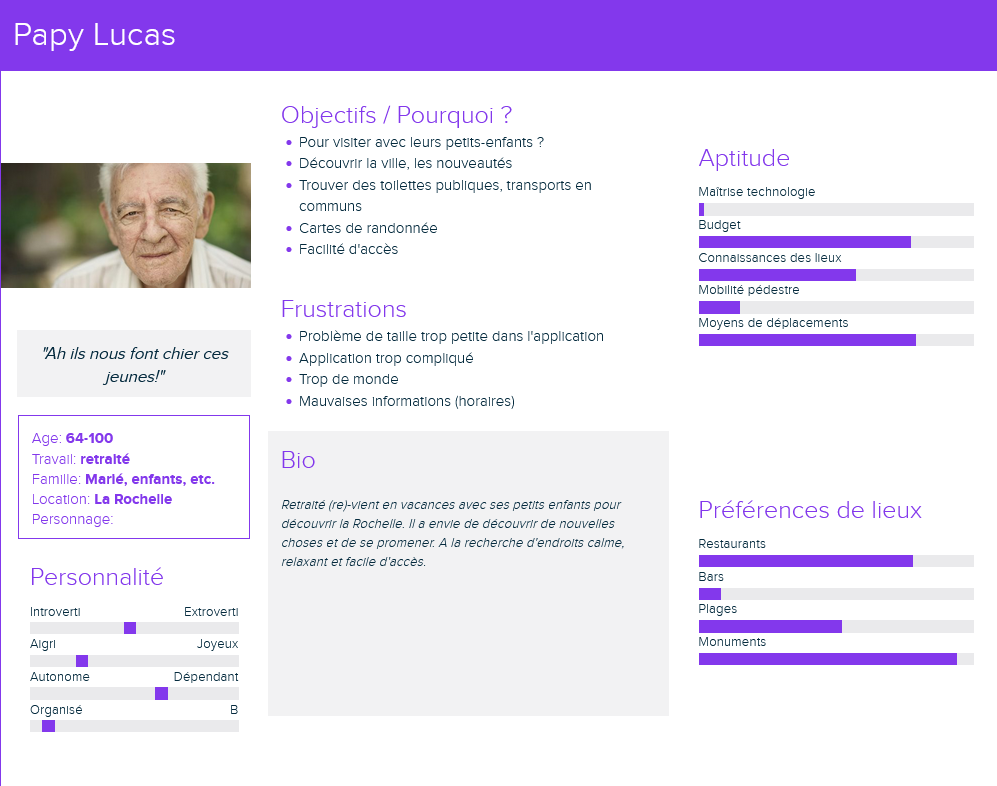 Papy Lucas
"Ah ils nous font chier ces
jeunes!"
Age: 64-100
Travail: retraité
Famille: Marié, enfants, etc.
Location: La Rochelle
Personnage:
Personnalité
Introverti Extroverti
Aigri Joyeux
Autonome Dépendant
Organisé B
Objectifs / Pourquoi ?
• Pour visiter avec leurs petits-enfants ?
• Découvrir la ville, les nouveautés
• Trouver des toilettes publiques, transports en
communs
• Cartes de randonnée
• Facilité d'accès
Frustrations
• Problème de taille trop petite dans l'application
• Application trop compliqué
• Trop de monde
• Mauvaises informations (horaires)
Bio
Retraité (re)-vient en vacances avec ses petits enfants pour
découvrir la Rochelle. Il a envie de découvrir de nouvelles
choses et de se promener. A la recherche d'endroits calme,
relaxant et facile d'accès.
Aptitude
Maîtrise technologie
Budget
Connaissances des lieux
Mobilité pédestre
Moyens de déplacements
Préférences de lieux
Restaurants
Bars
Plages
Monuments